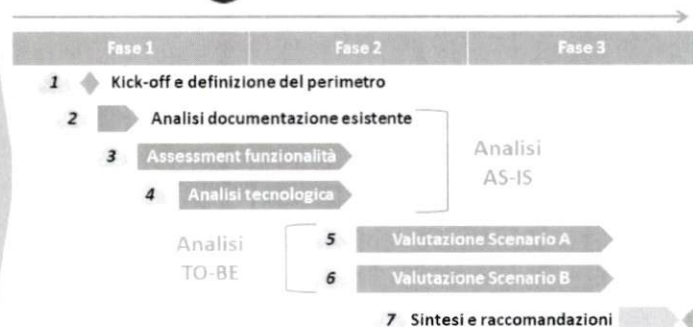 Fase 1 Fase 2 Fase 3
1 Kick-off e definizione del perimetro
2 Analisi documentazione esistente
3 Assessment funzionalità
4 Analisi tecnologica
Analisi
AS-IS
5 Valutazione Scenario A
Analisi
TO-BE
6 Valutazione Scenario B
7 Sintesi e raccomandazioni